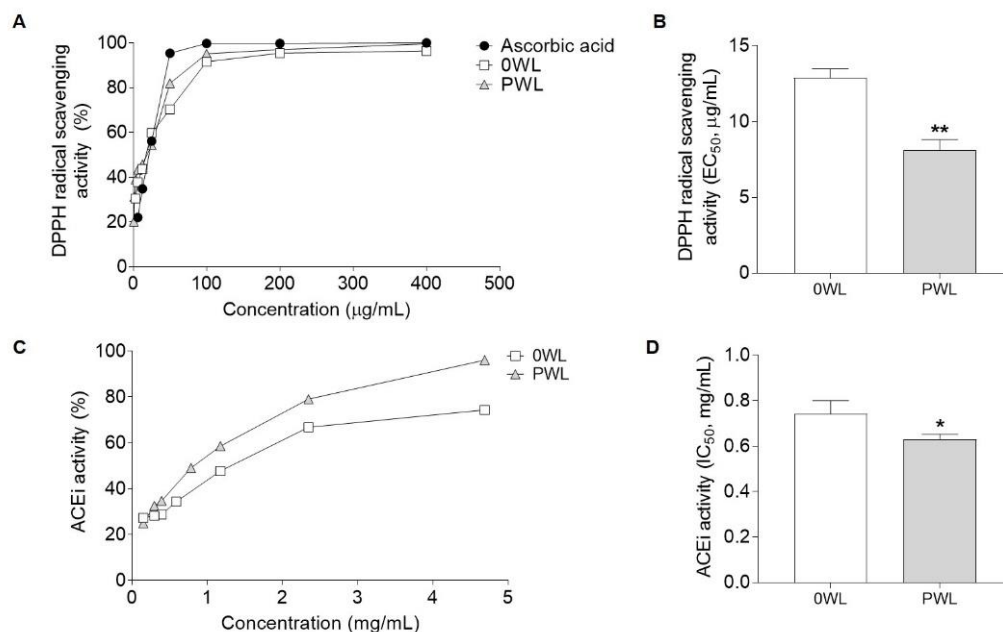 A
DPPH radical scavenging
activity (%)
100
80
60
40
20
0
0
100
200
300
400
500
Concentration (µg/mL)
Ascorbic acid
0WL
PWL
B
DPPH radical scavenging
activity (EC50, µg/mL)
15
10
5
0
**
0WL
PWL
C
ACEi activity (%)
100
80
60
40
20
0
0
1
2
3
4
5
Concentration (mg/mL)
0WL
PWL
D
ACEi activity (IC50, mg/mL)
1.0
0.8
0.6
0.4
0.2
0.0
*
0WL
PWL